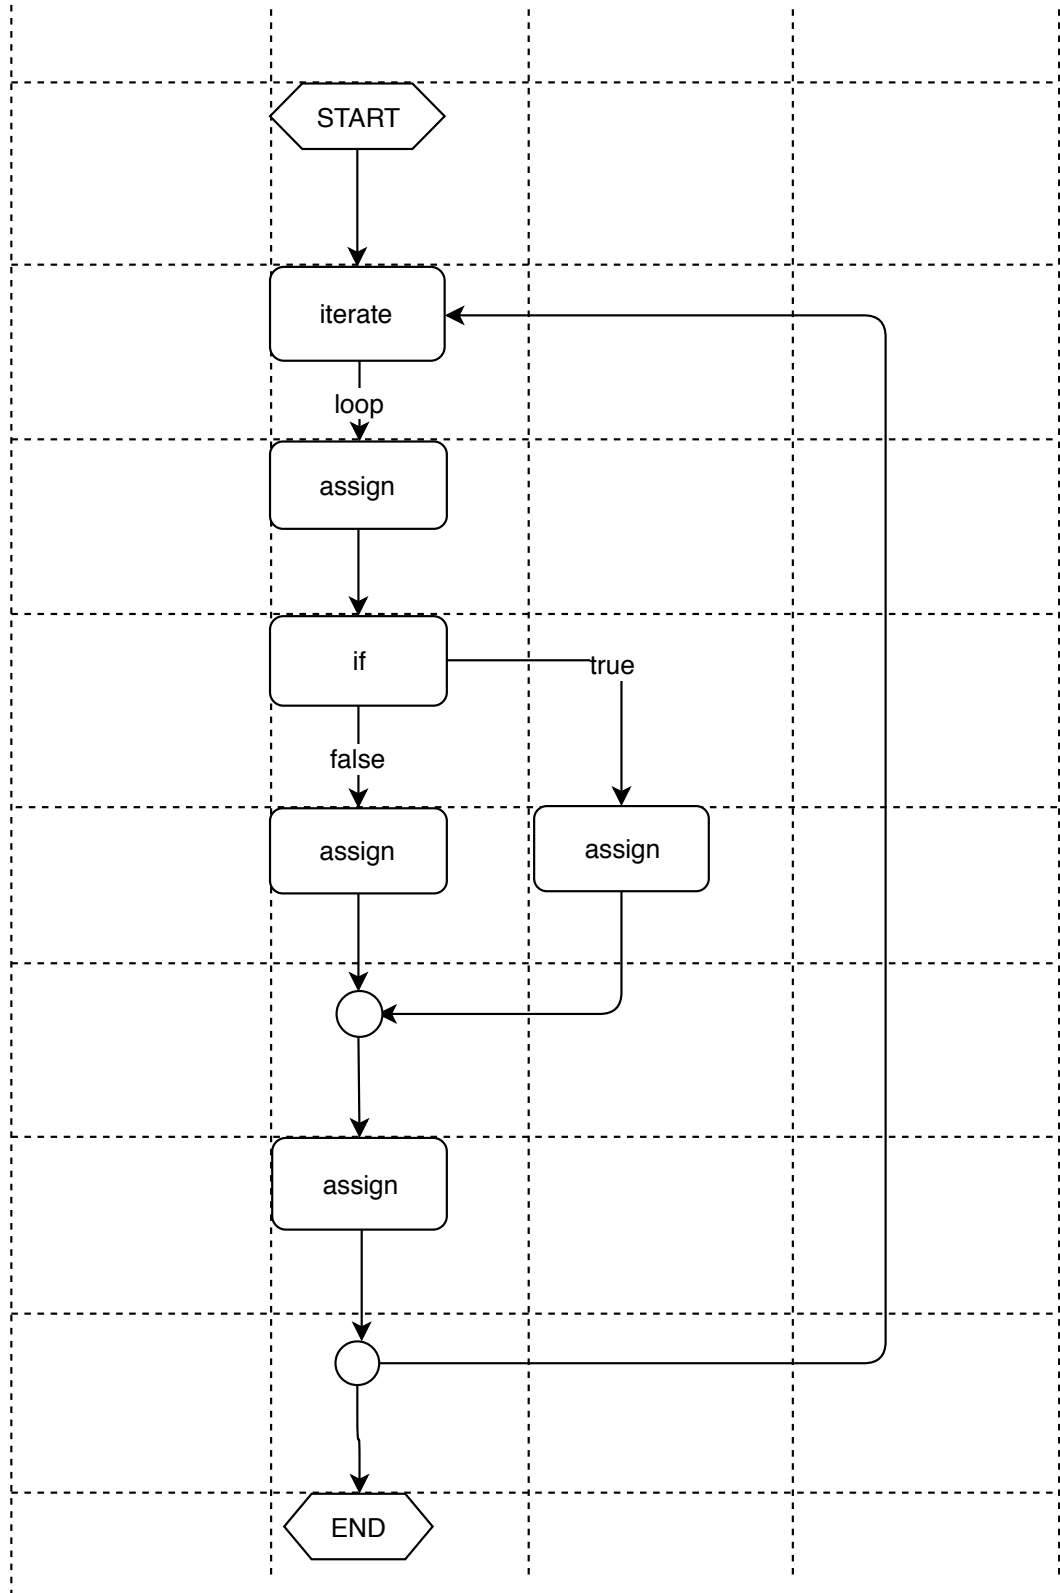 START
iterate
loop
assign
if
true
false
assign
assign
assign
END